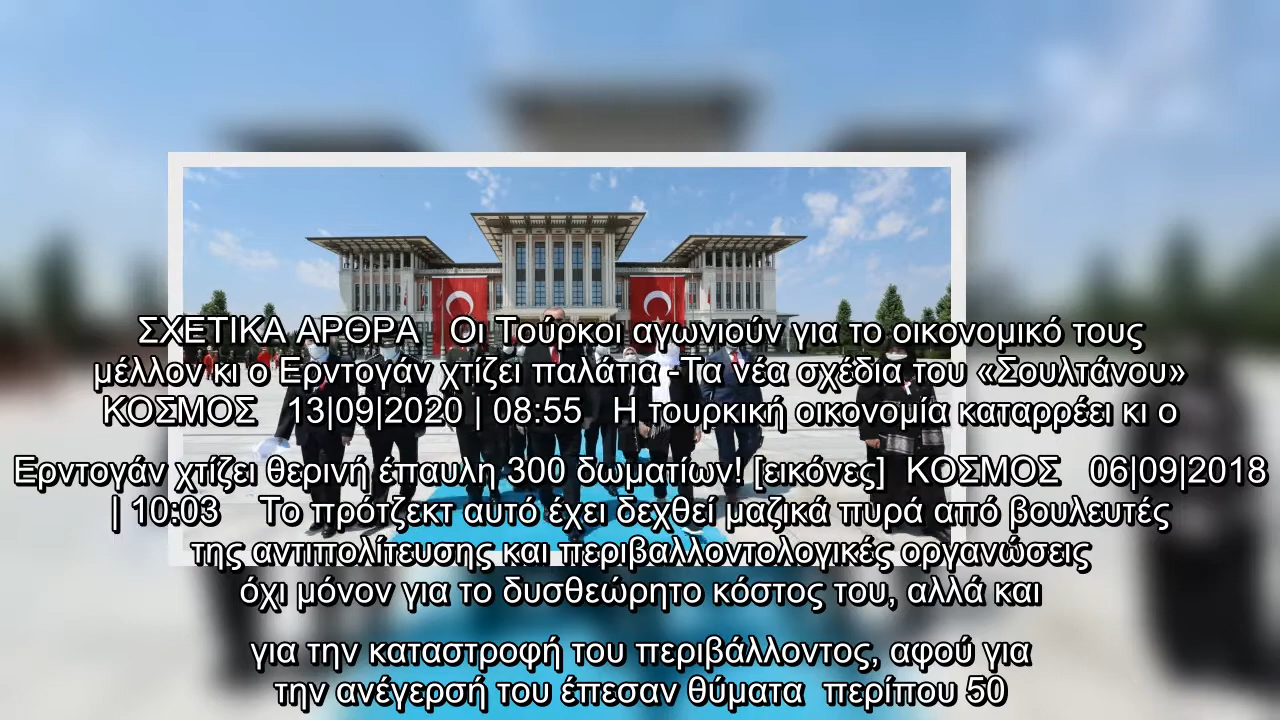 ΣΧΕΤΙΚΑ ΑΡΘΡΑ Οι Τούρκοι αγωνιούν για το οικονομικό τους
μέλλον κι ο Ερντογάν χτίζει παλάτια -Τα νέα σχέδια του «Σουλτάνου»
ΚΟΣΜΟΣ 13|09|2020 | 08:55 Η τουρκική οικονομία καταρρέει κι ο
Ερντογάν χτίζει θερινή έπαυλη 300 δωματίων! [εικόνες] ΚΟΣΜΟΣ 06|09|2018
| 10:03 Το πρότζεκτ αυτό έχει δεχθεί μαζικά πυρά από βουλευτές
της αντιπολίτευσης και περιβαλλοντολογικές οργανώσεις
όχι μόνον για το δυσθεώρητο κόστος του, αλλά και
για την καταστροφή του περιβάλλοντος, αφού για
την ανέγερσή του έπεσαν θύματα περίπου 50